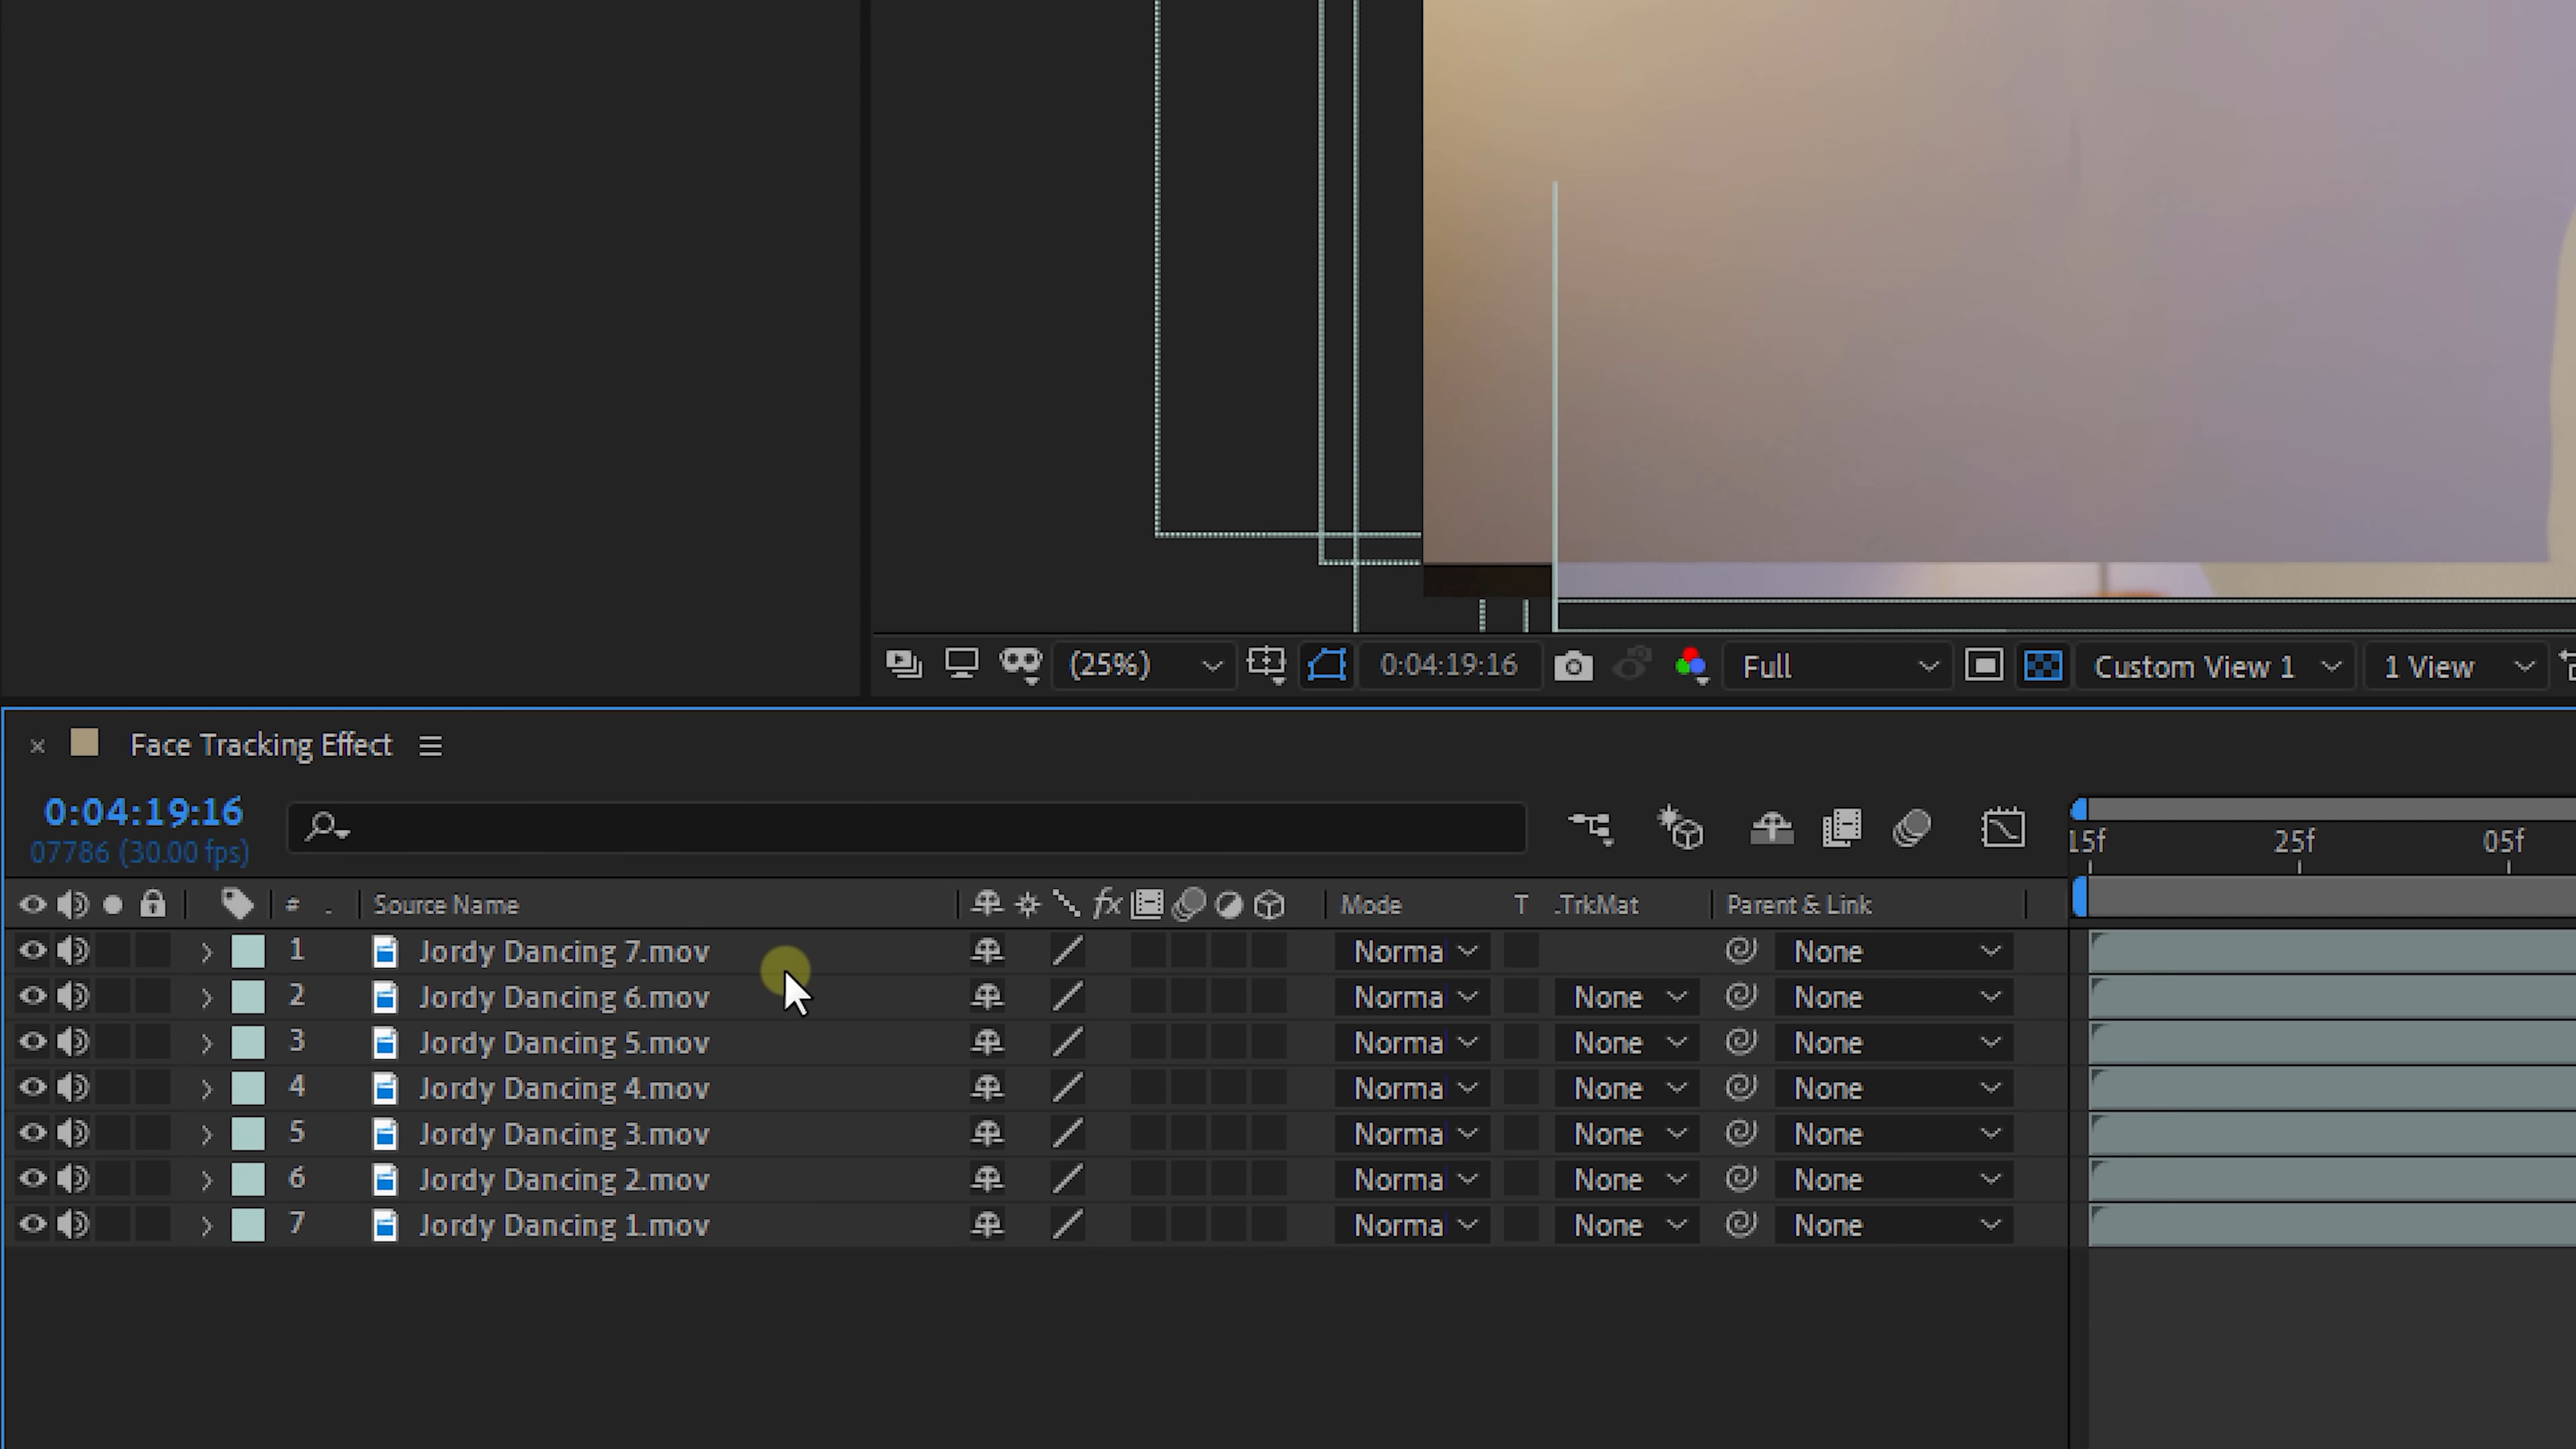 (25%) 0:04:19:16 Full Custom View 1 1 View
Face Tracking Effect
0:04:19:16
07786 (30.00 fps)
15f 25f 05f
# . Source Name fx Mode T .TrkMat Parent & Link
1 Jordy Dancing 7.mov Norma None
2 Jordy Dancing 6.mov Norma None None
3 Jordy Dancing 5.mov Norma None None
4 Jordy Dancing 4.mov Norma None None
5 Jordy Dancing 3.mov Norma None None
6 Jordy Dancing 2.mov Norma None None
7 Jordy Dancing 1.mov Norma None None